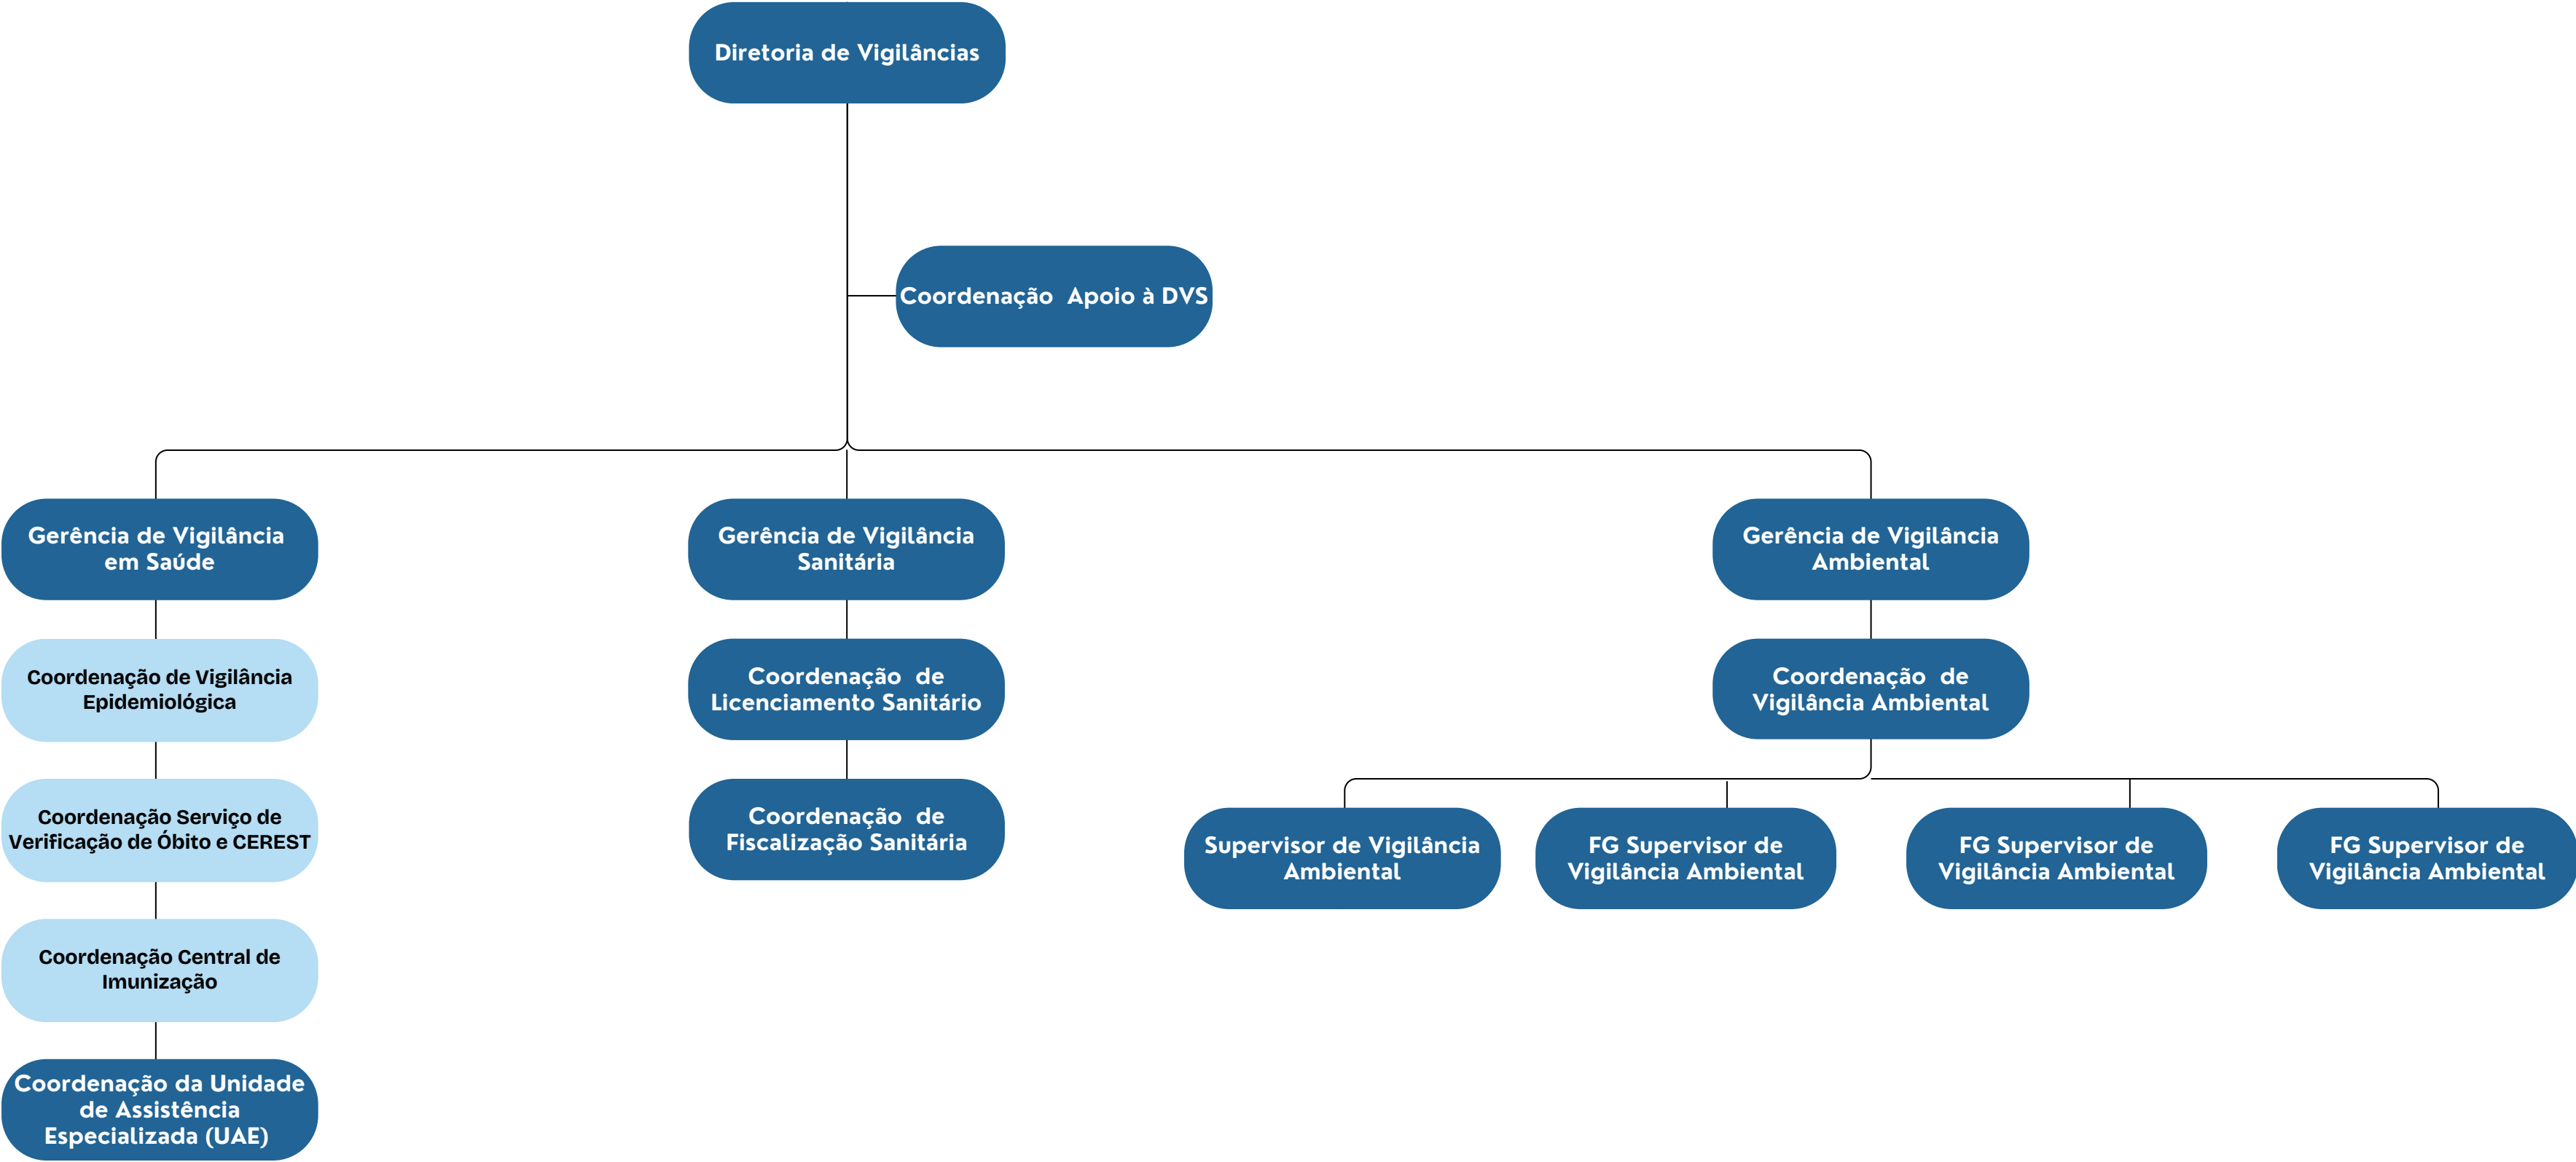 Diretoria de Vigilâncias
Coordenação  Apoio à DVS
Gerência de Vigilância
em Saúde
Gerência de Vigilância
Sanitária
Gerência de Vigilância
Ambiental
Coordenação de Vigilância
Epidemiológica
Coordenação  de
Licenciamento Sanitário
Coordenação  de
Vigilância Ambiental
Coordenação Serviço de
Verificação de Óbito e CEREST
Coordenação  de
Fiscalização Sanitária
Supervisor de Vigilância
Ambiental
FG Supervisor de
Vigilância Ambiental
FG Supervisor de
Vigilância Ambiental
FG Supervisor de
Vigilância Ambiental
Coordenação Central de
Imunização
Coordenação da Unidade
de Assistência
Especializada (UAE)